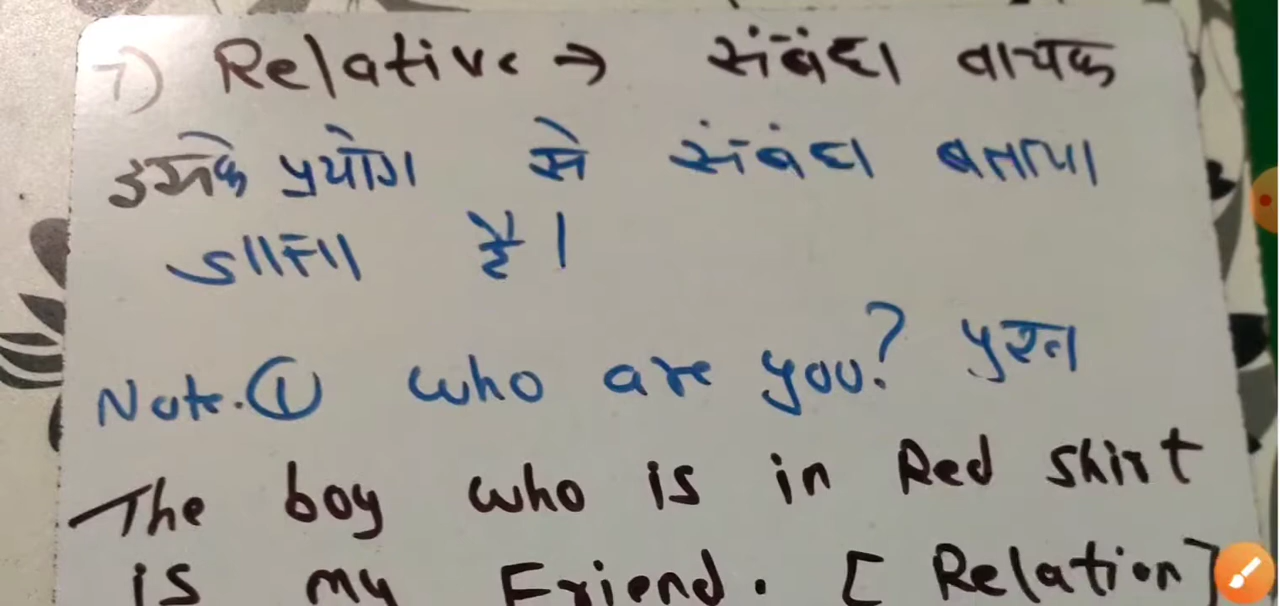 7) Relative → संबंध वाचक
इसके प्रयोग से संबंध बताया
जाता है।
Note. ① who are you? प्रश्न
The boy who is in Red shirt
is my Friend. [Relation]